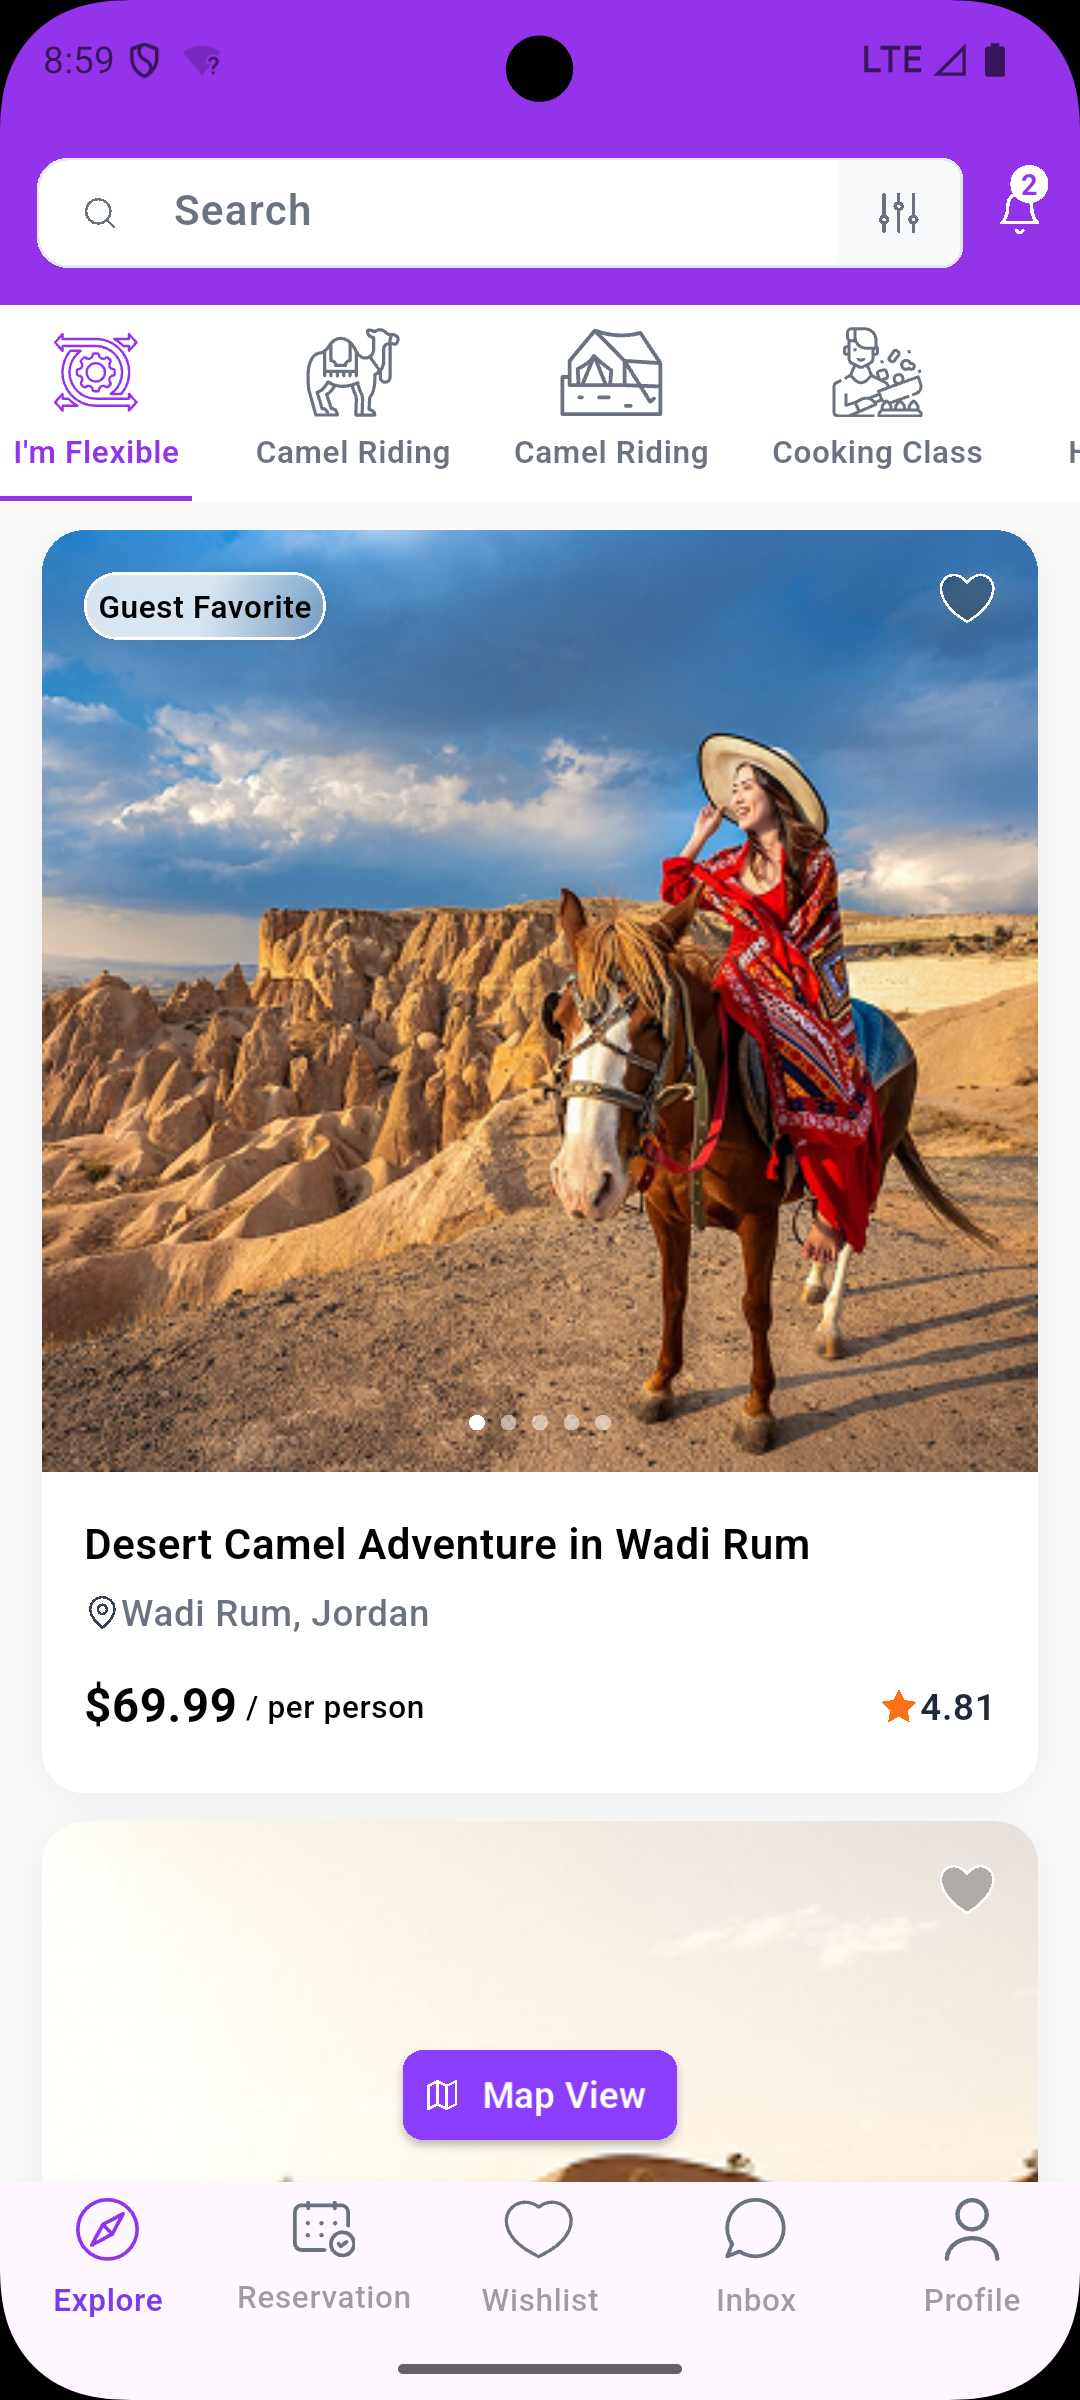 8:59
LTE
Search
2
I'm Flexible
Camel Riding
Camel Riding
Cooking Class
Guest Favorite
Desert Camel Adventure in Wadi Rum
Wadi Rum, Jordan
$69.99 / per person
4.81
Map View
Explore
Reservation
Wishlist
Inbox
Profile